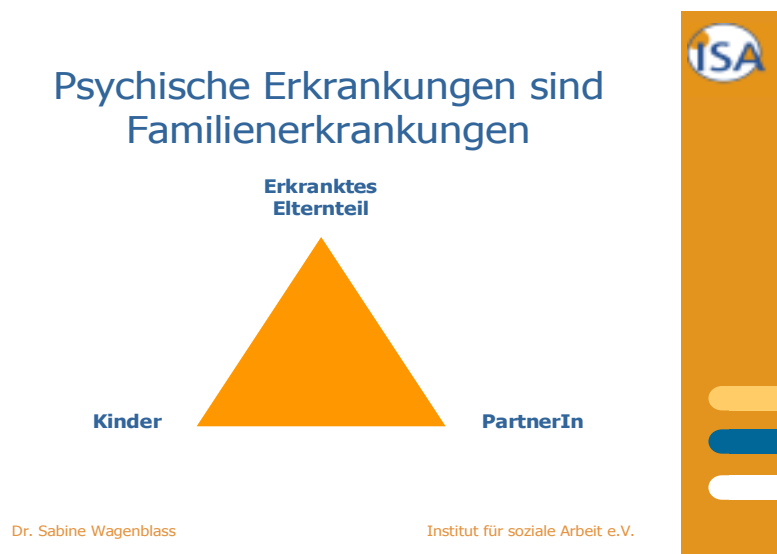 ISA
Psychische Erkrankungen sind
Familienerkrankungen
Erkranktes
Elternteil
Kinder
PartnerIn
Dr. Sabine Wagenblass
Institut für soziale Arbeit e.V.